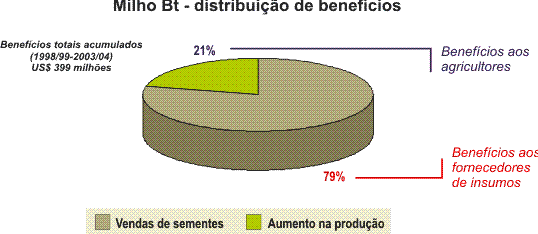 Milho Bt - distribuição de benefícios
Benefícios totais acumulados
(1998/99-2003/04)
US$ 399 milhões
21%
Benefícios aos
agricultores
79%
Benefícios aos
fornecedores
de insumos
Vendas de sementes
Aumento na produção